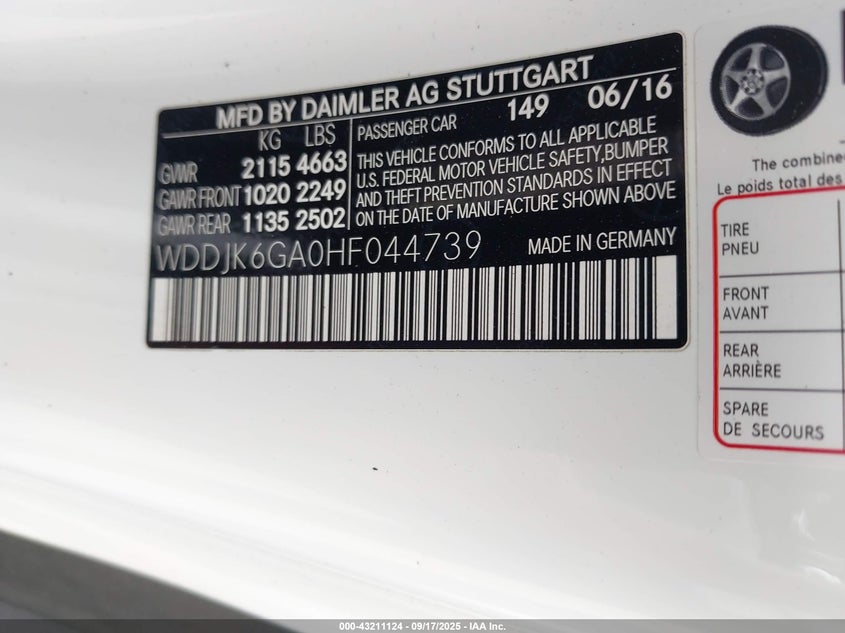 MFD BY DAIMLER AG STUTTGART
KG LBS
GVWR 2115 4663
GAWR FRONT 1020 2249
GAWR REAR 1135 2502
PASSENGER CAR 149 06/16
THIS VEHICLE CONFORMS TO ALL APPLICABLE
U.S. FEDERAL MOTOR VEHICLE SAFETY,BUMPER
AND THEFT PREVENTION STANDARDS IN EFFECT
ON THE DATE OF MANUFACTURE SHOWN ABOVE
WDDJK6GA0HF044739
MADE IN GERMANY
The combine
Le poids total des
TIRE
PNEU
FRONT
AVANT
REAR
ARRIÈRE
SPARE
DE SECOURS
000-43211124 | 09/17/2025 | IAA Inc.